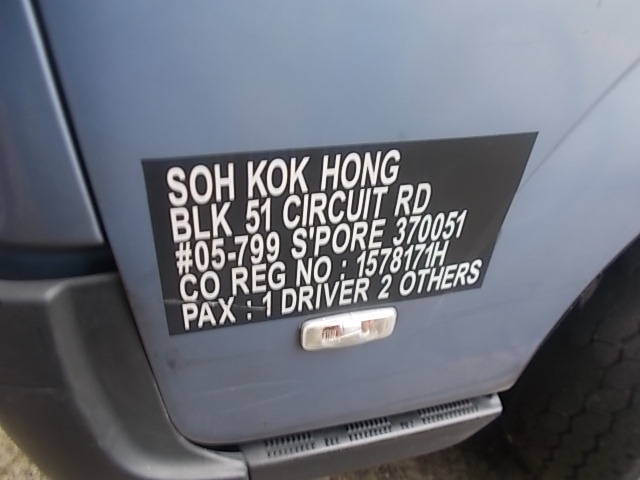 SOH KOK HONG
BLK 51 CIRCUIT RD
#05-799 S'PORE 370051
CO REG NO : 1578171H
PAX : 1 DRIVER 2 OTHERS